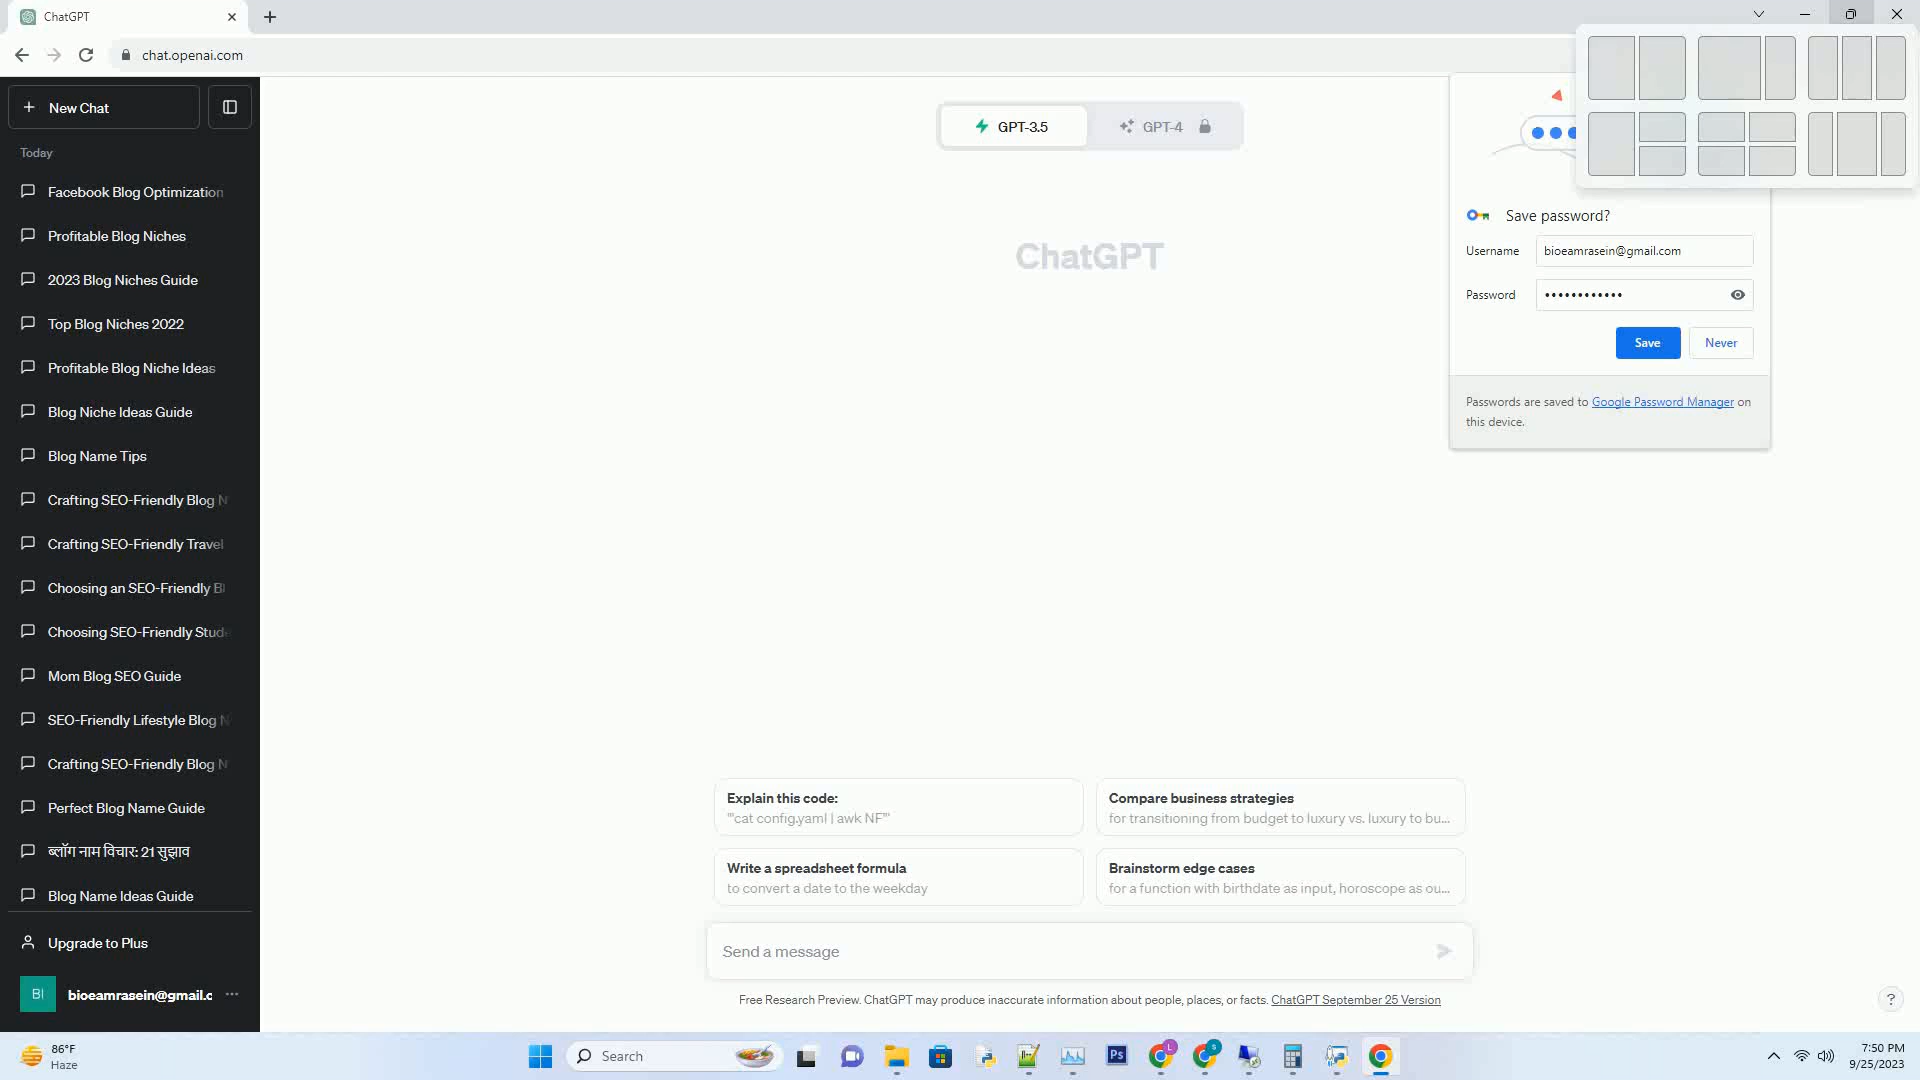 ChatGPT
chat.openai.com
New Chat
Today
Facebook Blog Optimization
Profitable Blog Niches
2023 Blog Niches Guide
Top Blog Niches 2022
Profitable Blog Niche Ideas
Blog Niche Ideas Guide
Blog Name Tips
Crafting SEO-Friendly Blog N
Crafting SEO-Friendly Travel
Choosing an SEO-Friendly Bl
Choosing SEO-Friendly Stude
Mom Blog SEO Guide
SEO-Friendly Lifestyle Blog N
Crafting SEO-Friendly Blog N
Perfect Blog Name Guide
ब्लॉग नाम विचार: 21 सुझाव
Blog Name Ideas Guide
Upgrade to Plus
BI
bioeamrasein@gmail.c
GPT-3.5
GPT-4
ChatGPT
Save password?
Username
bioeamrasein@gmail.com
Password
••••••••••••
Save
Never
Passwords are saved to Google Password Manager on
this device.
Explain this code:
"'cat config.yaml | awk NF'"
Compare business strategies
for transitioning from budget to luxury vs. luxury to bu...
Write a spreadsheet formula
to convert a date to the weekday
Brainstorm edge cases
for a function with birthdate as input, horoscope as ou...
Send a message
Free Research Preview. ChatGPT may produce inaccurate information about people, places, or facts. ChatGPT September 25 Version
?
86°F
Haze
Search
Ps
L
s
7:50 PM
9/25/2023